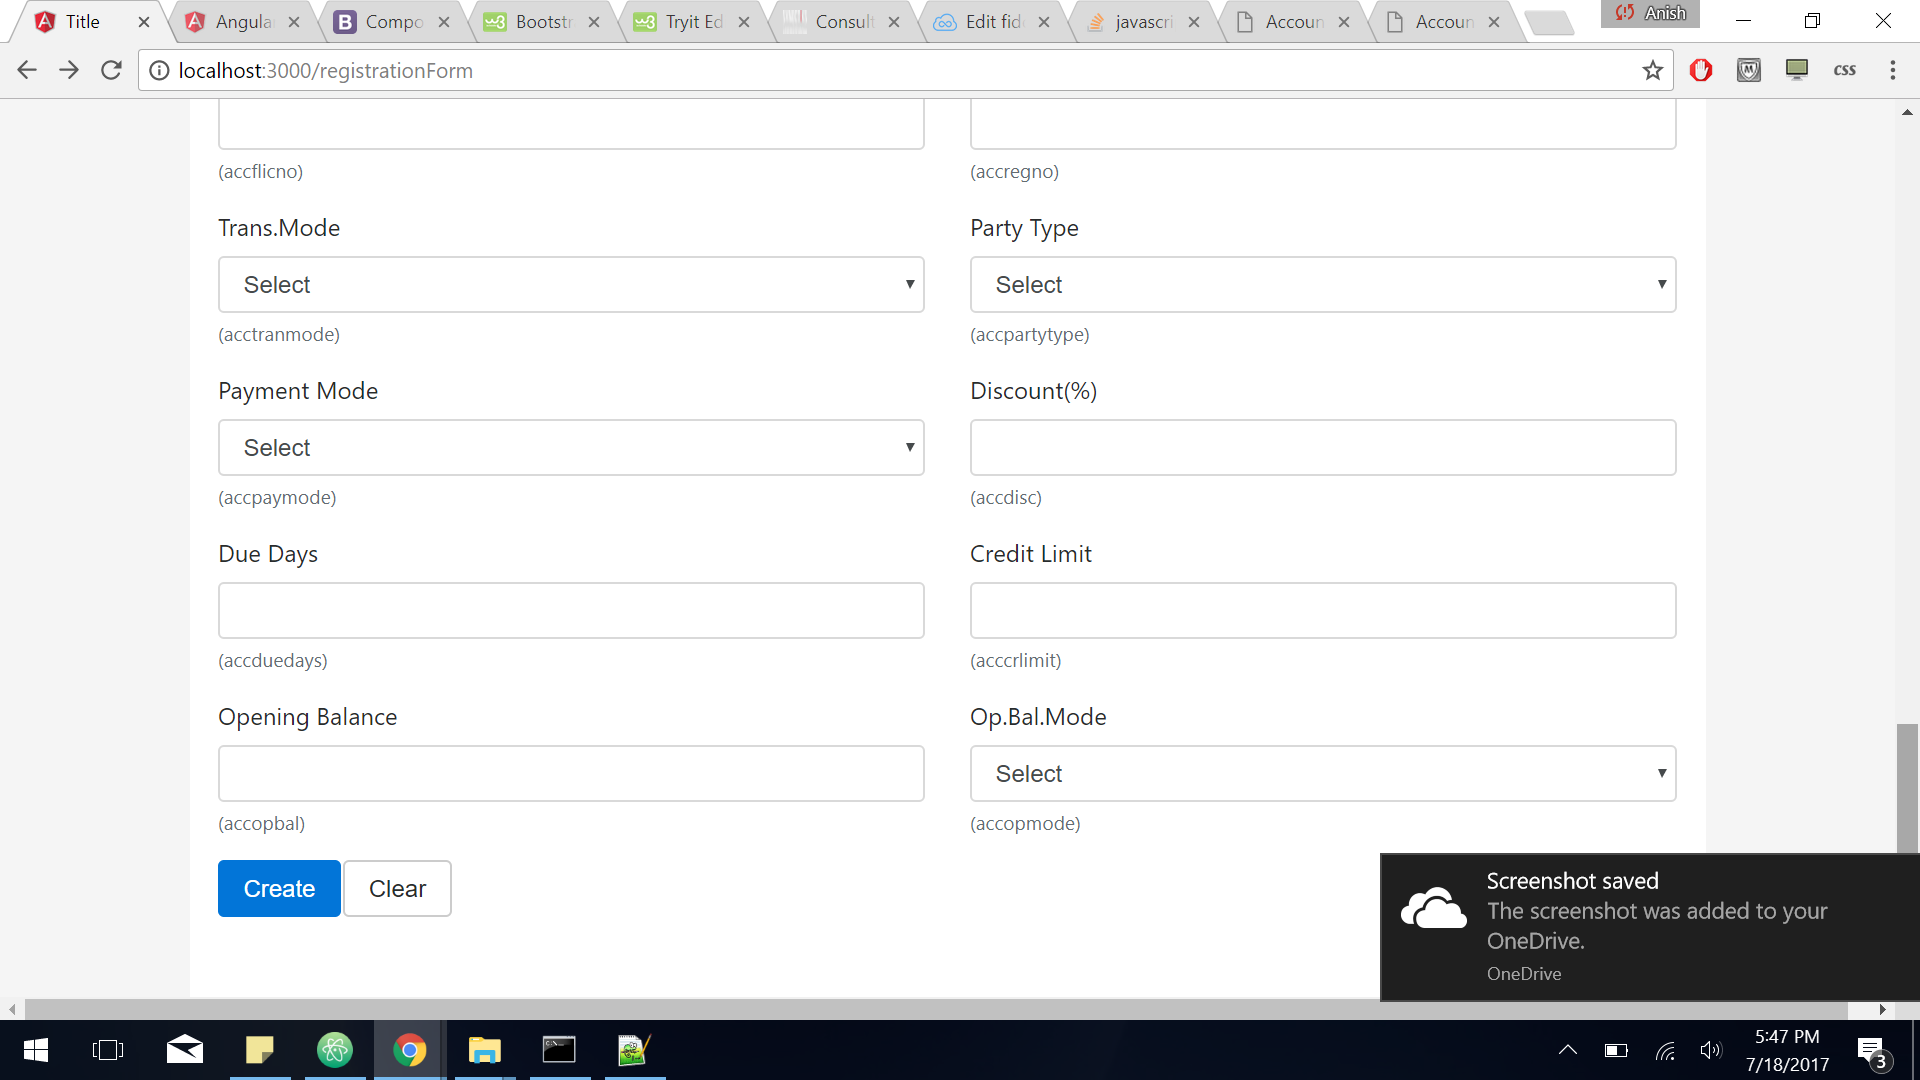 Title
Angula
Compo
Bootstr
Tryit Ed
Consult
Edit fid
javascri
Accoun
Accoun
Anish
localhost:3000/registrationForm
css
(accflicno)
(accregno)
Trans.Mode
Party Type
Select
Select
(acctranmode)
(accpartytype)
Payment Mode
Discount(%)
Select
(accpaymode)
(accdisc)
Due Days
Credit Limit
(accduedays)
(acccrlimit)
Opening Balance
Op.Bal.Mode
Select
(accopbal)
(accopmode)
Create
Clear
Screenshot saved
The screenshot was added to your
OneDrive.
OneDrive
5:47 PM
7/18/2017
3